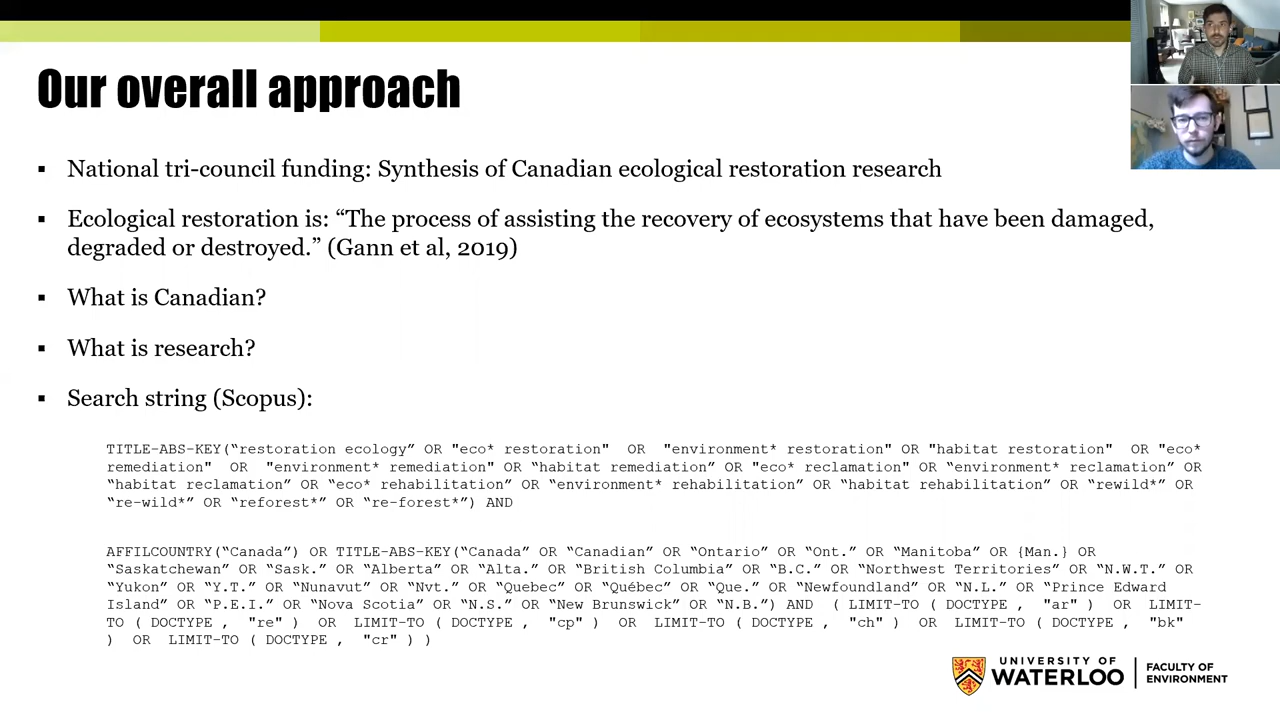 Our overall approach
▪ National tri-council funding: Synthesis of Canadian ecological restoration research
▪ Ecological restoration is: “The process of assisting the recovery of ecosystems that have been damaged,
degraded or destroyed.” (Gann et al, 2019)
▪ What is Canadian?
▪ What is research?
▪ Search string (Scopus):
TITLE-ABS-KEY(“restoration ecology” OR "eco* restoration" OR "environment* restoration" OR "habitat restoration" OR "eco*
remediation" OR "environment* remediation" OR “habitat remediation” OR "eco* reclamation" OR “environment* reclamation” OR
“habitat reclamation” OR “eco* rehabilitation” OR “environment* rehabilitation” OR “habitat rehabilitation” OR “rewild*” OR
“re-wild*” OR “reforest*” OR “re-forest*”) AND
AFFILCOUNTRY(“Canada”) OR TITLE-ABS-KEY(“Canada” OR “Canadian” OR “Ontario” OR “Ont.” OR “Manitoba” OR {Man.} OR
“Saskatchewan” OR “Sask.” OR “Alberta” OR “Alta.” OR “British Columbia” OR “B.C.” OR “Northwest Territories” OR “N.W.T.” OR
“Yukon” OR “Y.T.” OR “Nunavut” OR “Nvt.” OR “Quebec” OR “Québec” OR “Que.” OR “Newfoundland” OR “N.L.” OR “Prince Edward
Island” OR “P.E.I.” OR “Nova Scotia” OR “N.S.” OR “New Brunswick” OR “N.B.”) AND ( LIMIT-TO ( DOCTYPE , "ar" ) OR LIMIT-
TO ( DOCTYPE , "re" ) OR LIMIT-TO ( DOCTYPE , "cp" ) OR LIMIT-TO ( DOCTYPE , "ch" ) OR LIMIT-TO ( DOCTYPE , "bk"
) OR LIMIT-TO ( DOCTYPE , "cr" ) )
UNIVERSITY OF
WATERLOO
FACULTY OF
ENVIRONMENT